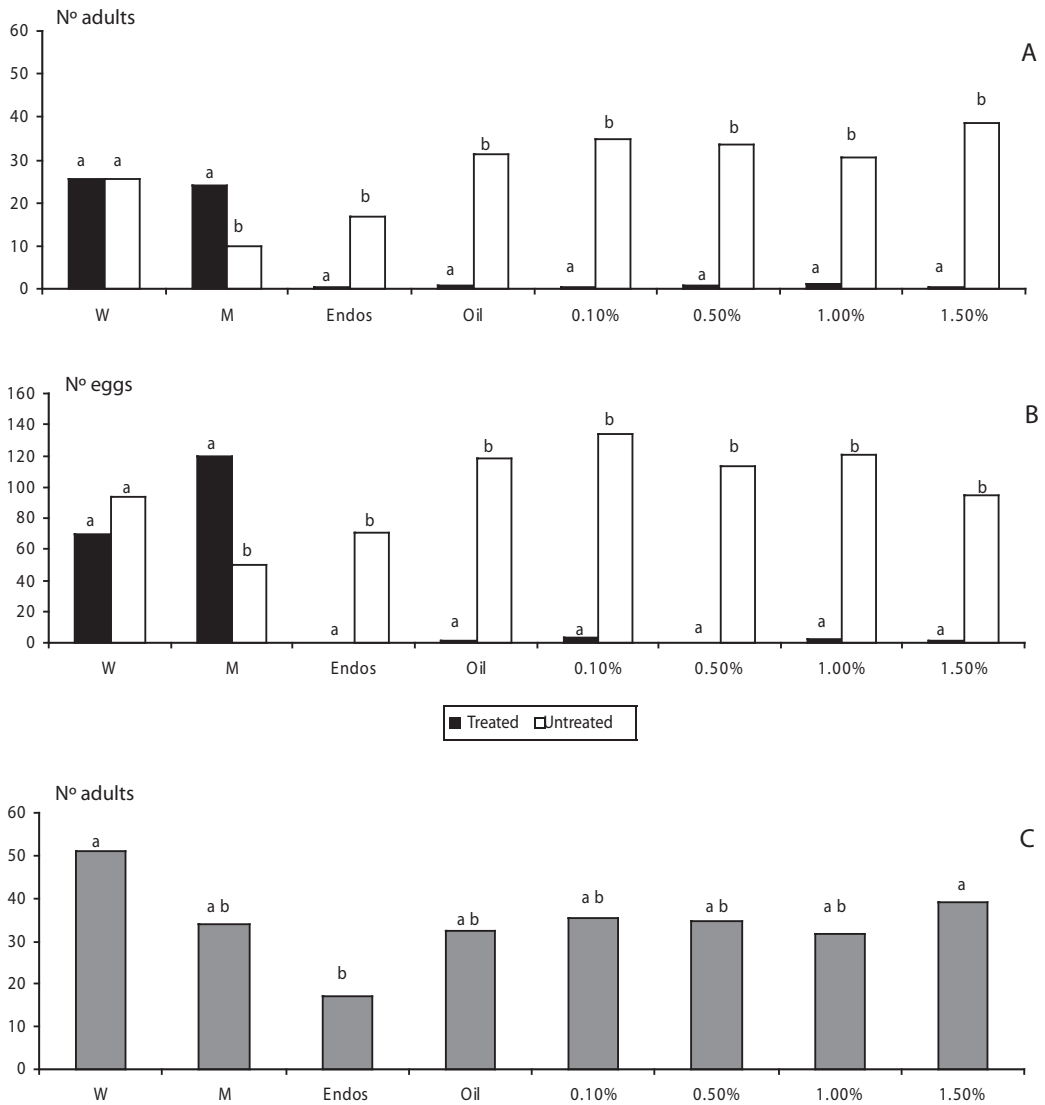 Nº adults
A
60
50
40
30
20
10
0
a a a b a b a b a b a b a b a b
W M Endos Oil 0.10% 0.50% 1.00% 1.50%
Nº eggs
B
160
140
120
100
80
60
40
20
0
a a a b a b a b a b a b a b a b
W M Endos Oil 0.10% 0.50% 1.00% 1.50%
Treated Untreated
Nº adults
C
60
50
40
30
20
10
0
a a b b a b a b a b a b a
W M Endos Oil 0.10% 0.50% 1.00% 1.50%